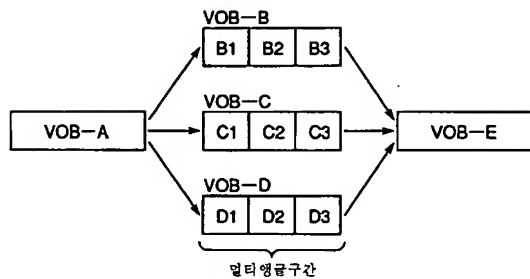 VOB-B
B1 B2 B3
VOB-A
VOB-C
C1 C2 C3
VOB-E
VOB-D
D1 D2 D3
멀티앵글구간